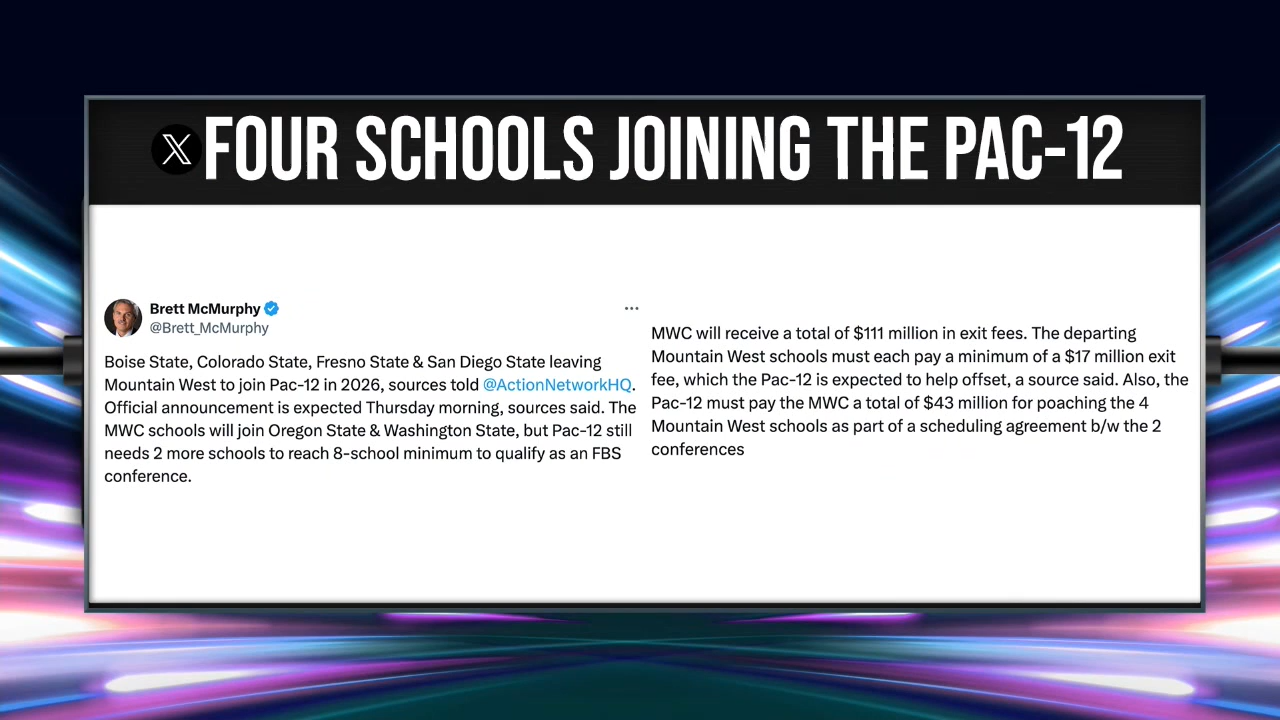 FOUR SCHOOLS JOINING THE PAC-12
Brett McMurphy
@Brett_McMurphy
Boise State, Colorado State, Fresno State & San Diego State leaving
Mountain West to join Pac-12 in 2026, sources told @ActionNetworkHQ.
Official announcement is expected Thursday morning, sources said. The
MWC schools will join Oregon State & Washington State, but Pac-12 still
needs 2 more schools to reach 8-school minimum to qualify as an FBS
conference.
MWC will receive a total of $111 million in exit fees. The departing
Mountain West schools must each pay a minimum of a $17 million exit
fee, which the Pac-12 is expected to help offset, a source said. Also, the
Pac-12 must pay the MWC a total of $43 million for poaching the 4
Mountain West schools as part of a scheduling agreement b/w the 2
conferences